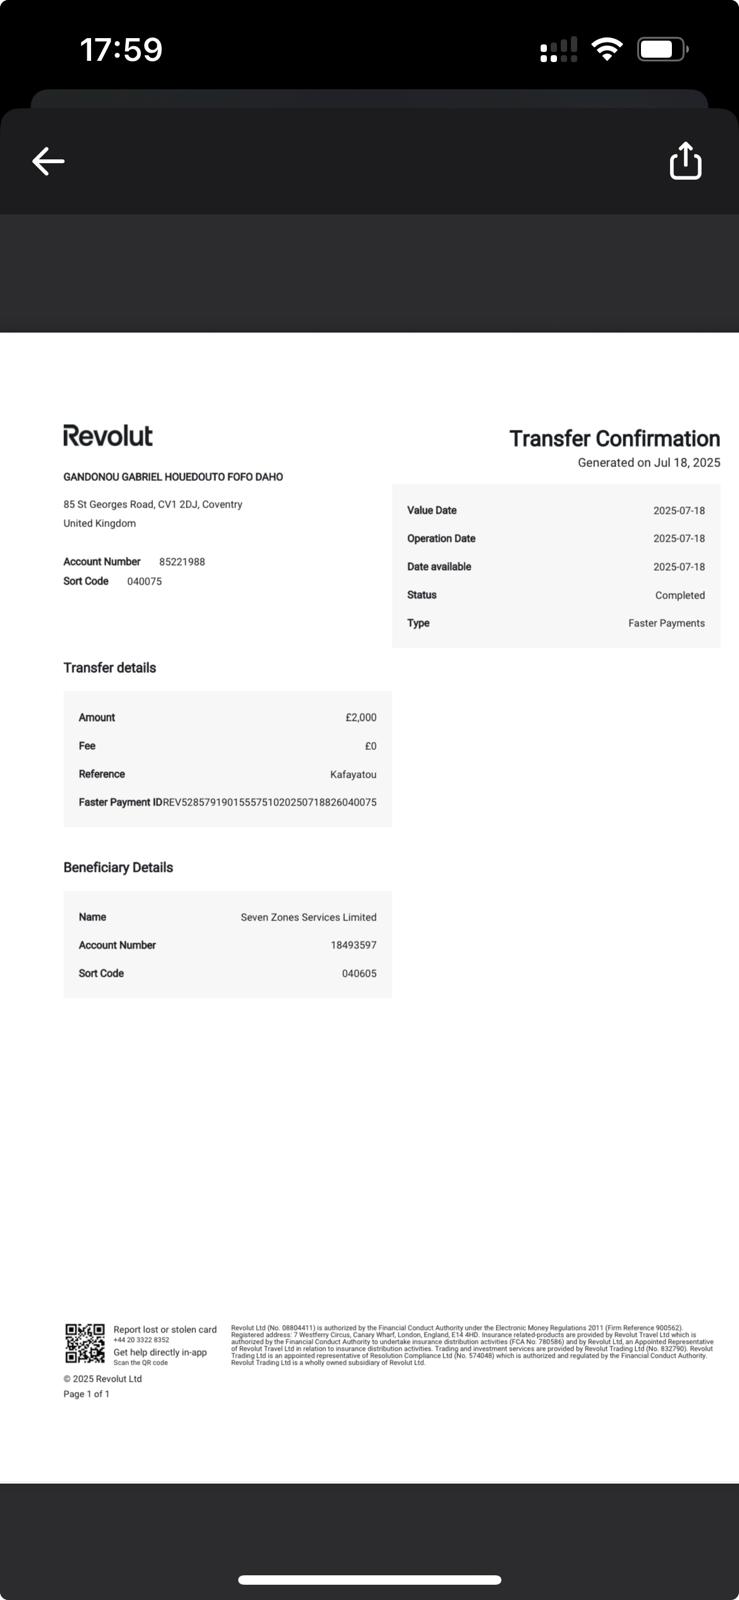 17:59
Revolut
Transfer Confirmation
Generated on Jul 18, 2025
GANDONOU GABRIEL HOUEDOUTO FOFO DAHO
85 St Georges Road, CV1 2DJ, Coventry
United Kingdom
Account Number 85221988
Sort Code 040075
Value Date 2025-07-18
Operation Date 2025-07-18
Date available 2025-07-18
Status Completed
Type Faster Payments
Transfer details
Amount £2,000
Fee £0
Reference Kafayatou
Faster Payment IDREV52857919015557510202507188260​40075
Beneficiary Details
Name Seven Zones Services Limited
Account Number 18493597
Sort Code 040605
Report lost or stolen card
+44 20 3322 8352
Get help directly in-app
Scan the QR code
Revolut Ltd (No. 08804411) is authorized by the Financial Conduct Authority under the Electronic Money Regulations 2011 (Firm Reference 900562).
Registered address: 7 Westferry Circus, Canary Wharf, London, England, E14 4HD. Insurance related-products are provided by Revolut Travel Ltd which is
authorized by the Financial Conduct Authority to undertake insurance distribution activities (FCA No: 780586) and by Revolut Ltd, an Appointed Representative
of Revolut Travel Ltd in relation to insurance distribution activities. Trading and investment services are provided by Revolut Trading Ltd (No. 832790). Revolut
Trading Ltd is an appointed representative of Resolution Compliance Ltd (No. 574048) which is authorized and regulated by the Financial Conduct Authority.
Revolut Trading Ltd is a wholly owned subsidiary of Revolut Ltd.
© 2025 Revolut Ltd
Page 1 of 1